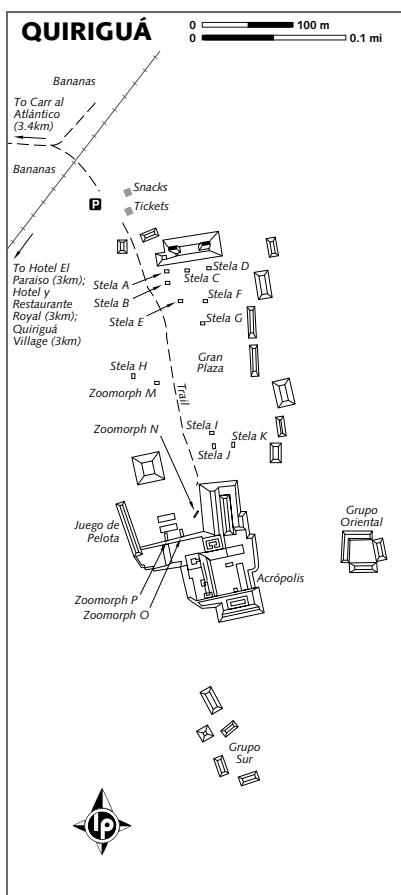 QUIRIGUÁ
0 100 m
0 0.1 mi
Bananas
To Carr al
Atlántico
(3.4km)
Bananas
Snacks
P
Tickets
To Hotel El
Paraiso (3km);
Hotel y
Restaurante
Royal (3km);
Quiriguá
Village (3km)
Stela A
Stela D
Stela C
Stela B
Stela F
Stela E
Stela G
Gran
Plaza
Stela H
Zoomorph M
Trail
Zoomorph N
Stela I
Stela K
Stela J
Juego de
Pelota
Grupo
Oriental
Acrópolis
Zoomorph P
Zoomorph O
Grupo
Sur
lp